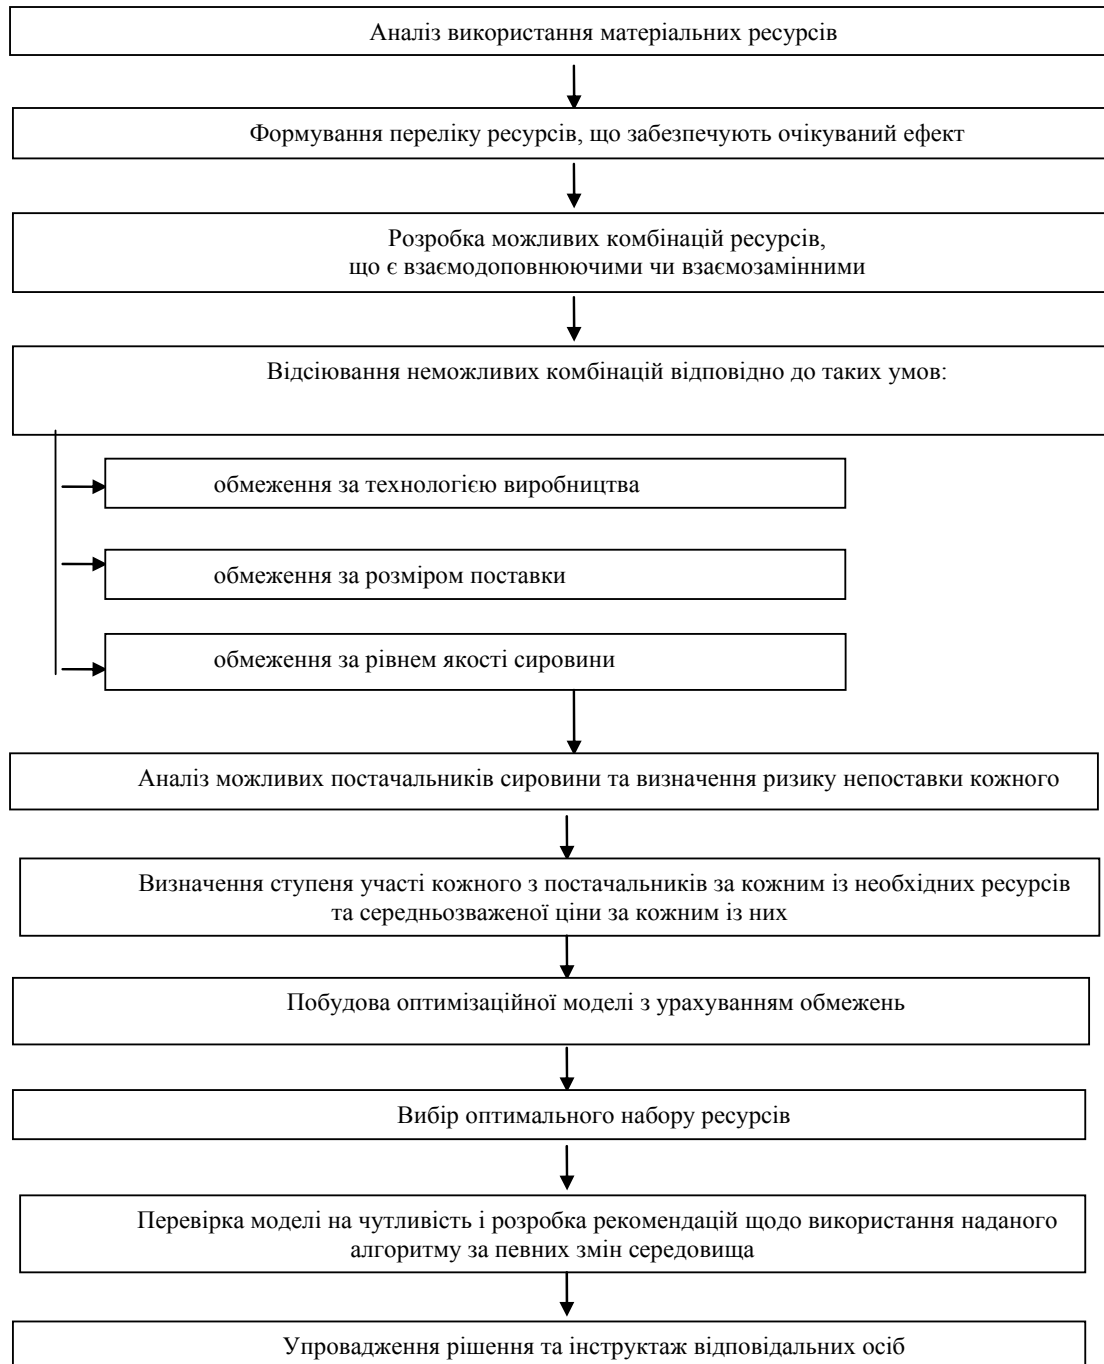 Аналіз використання матеріальних ресурсів
Формування переліку ресурсів, що забезпечують очікуваний ефект
Розробка можливих комбінацій ресурсів,
що є взаємодоповнюючими чи взаємозамінними
Відсіювання неможливих комбінацій відповідно до таких умов:
обмеження за технологією виробництва
обмеження за розміром поставки
обмеження за рівнем якості сировини
Аналіз можливих постачальників сировини та визначення ризику непоставки кожного
Визначення ступеня участі кожного з постачальників за кожним із необхідних ресурсів
та середньозваженої ціни за кожним із них
Побудова оптимізаційної моделі з урахуванням обмежень
Вибір оптимального набору ресурсів
Перевірка моделі на чутливість і розробка рекомендацій щодо використання наданого
алгоритму за певних змін середовища
Упровадження рішення та інструктаж відповідальних осіб